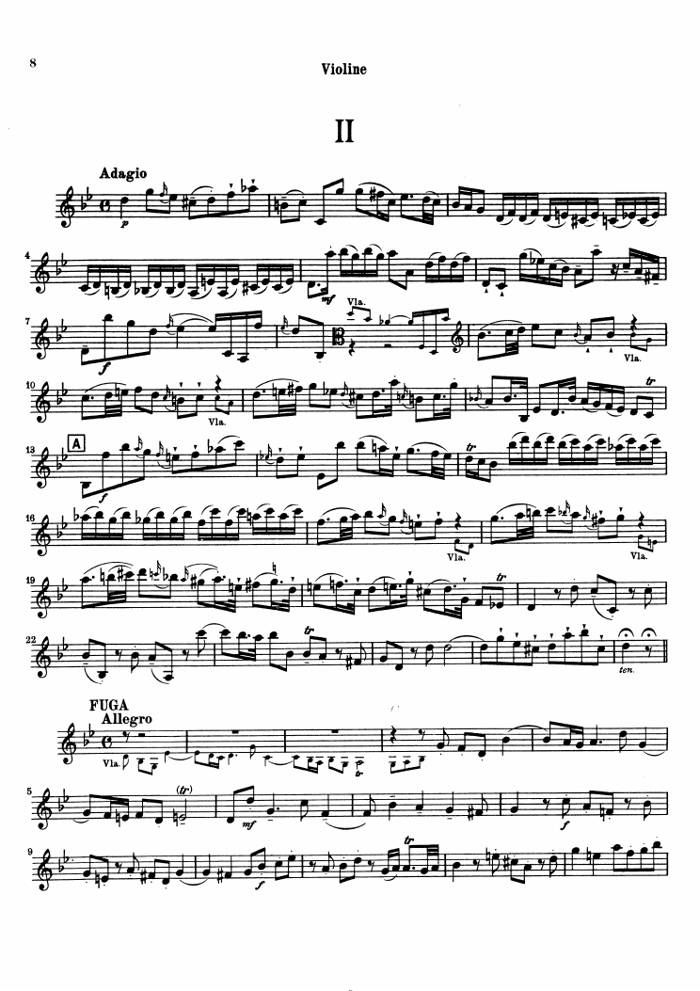 8
Violine
II
Adagio
p
4
mf
7
f
Vla.
Vla.
10
Vla.
tr
13
A
f
tr
16
Vla.
Vla.
19
tr
22
tr
ten.
FUGA
Allegro
Vla.
tr
5
(tr)
mf
f
9
f
tr